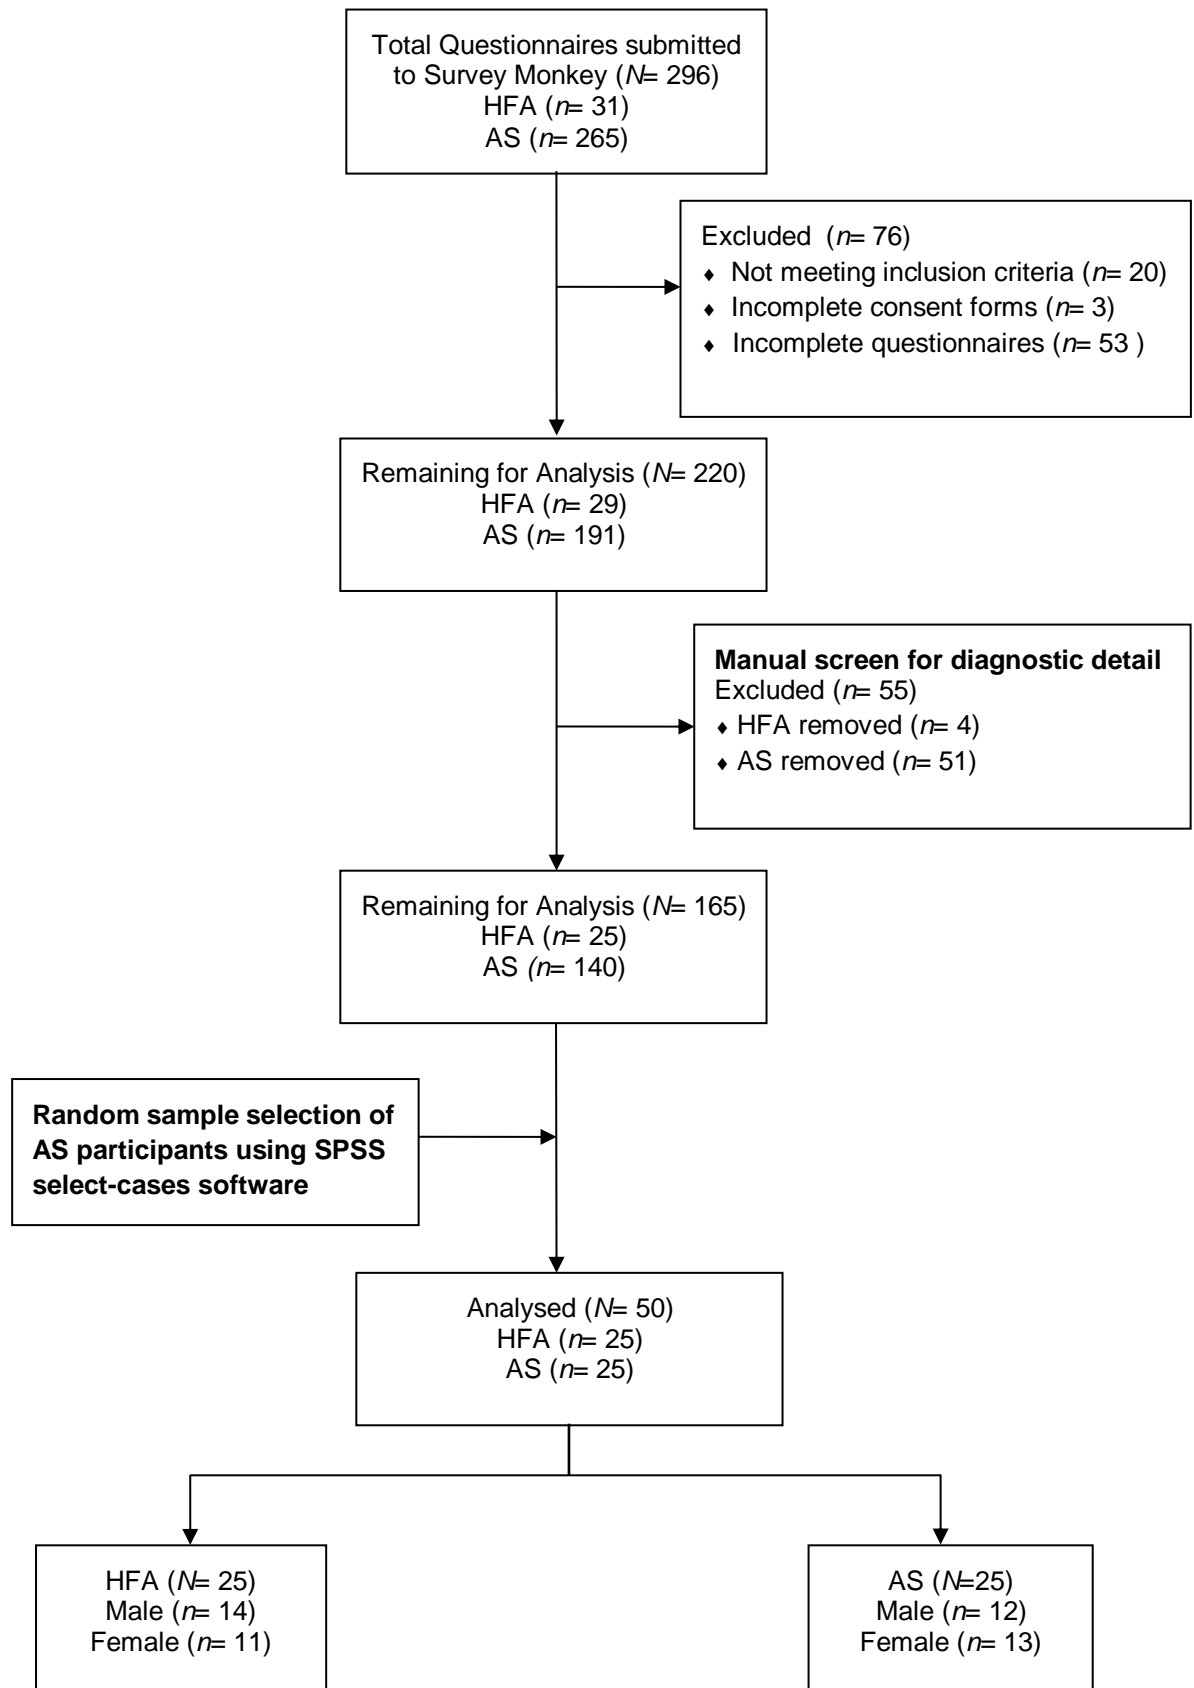 Total Questionnaires submitted
to Survey Monkey (N= 296)
HFA (n= 31)
AS (n= 265)
Excluded (n= 76)
♦ Not meeting inclusion criteria (n= 20)
♦ Incomplete consent forms (n= 3)
♦ Incomplete questionnaires (n= 53 )
Remaining for Analysis (N= 220)
HFA (n= 29)
AS (n= 191)
Manual screen for diagnostic detail
Excluded (n= 55)
♦ HFA removed (n= 4)
♦ AS removed (n= 51)
Remaining for Analysis (N= 165)
HFA (n= 25)
AS (n= 140)
Random sample selection of
AS participants using SPSS
select-cases software
Analysed (N= 50)
HFA (n= 25)
AS (n= 25)
HFA (N= 25)
Male (n= 14)
Female (n= 11)
AS (N=25)
Male (n= 12)
Female (n= 13)